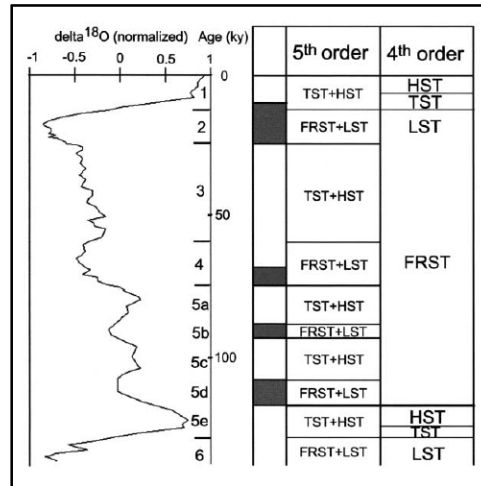 delta18O (normalized) Age (ky) 5th order 4th order
-1 -0.5 0 0.5 1 0
1 TST+HST HST
TST
2 FRST+LST LST
3 TST+HST
50
4 FRST+LST FRST
5a TST+HST
5b FRST+LST
5c TST+HST
100
5d FRST+LST
5e TST+HST HST
TST
6 FRST+LST LST